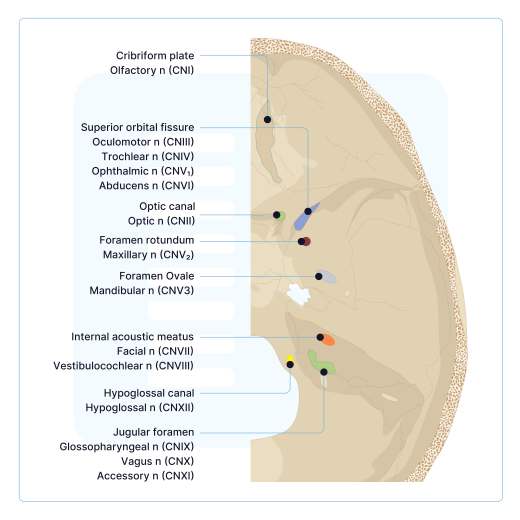 Cribriform plate
Olfactory n (CNI)
Superior orbital fissure
Oculomotor n (CNIII)
Trochlear n (CNIV)
Ophthalmic n (CNV₁)
Abducens n (CNVI)
Optic canal
Optic n (CNII)
Foramen rotundum
Maxillary n (CNV₂)
Foramen Ovale
Mandibular n (CNV3)
Internal acoustic meatus
Facial n (CNVII)
Vestibulocochlear n (CNVIII)
Hypoglossal canal
Hypoglossal n (CNXII)
Jugular foramen
Glossopharyngeal n (CNIX)
Vagus n (CNX)
Accessory n (CNXI)